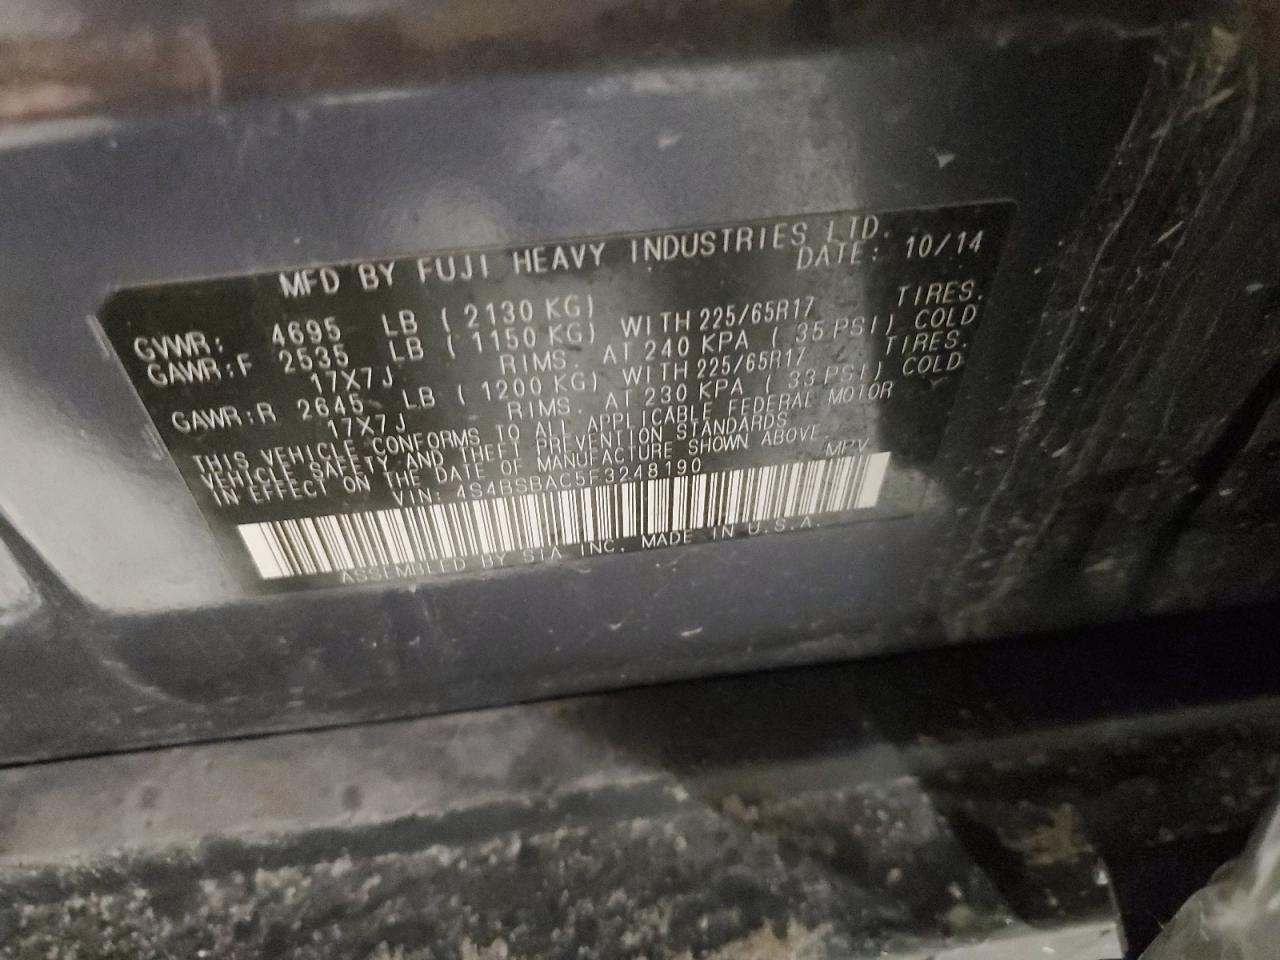 MFD BY FUJI HEAVY INDUSTRIES LTD.
DATE: 10/14
GVWR: 4695 LB ( 2130 KG)
GAWR:F 2535 LB ( 1150 KG) WITH 225/65R17 TIRES.
17X7J RIMS. AT 240 KPA ( 35 PSI) COLD
GAWR:R 2645 LB ( 1200 KG) WITH 225/65R17 TIRES.
17X7J RIMS. AT 230 KPA ( 33 PSI) COLD
THIS VEHICLE CONFORMS TO ALL APPLICABLE FEDERAL MOTOR
VEHICLE SAFETY AND THEFT PREVENTION STANDARDS
IN EFFECT ON THE DATE OF MANUFACTURE SHOWN ABOVE
VIN: 4S4BSBAC5F3248190 MPV
ASSEMBLED BY SIA INC. MADE IN U.S.A.